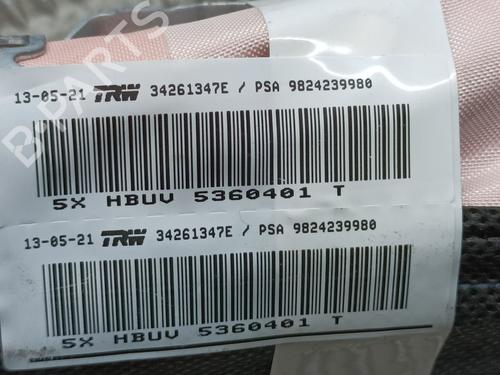 B-PARTS
13-05-21 TRW 34261347E / PSA 9824239980
5X HBUV 5360401 T
13-05-21 TRW 34261347E / PSA 9824239980
5X HBUV 5360401 T